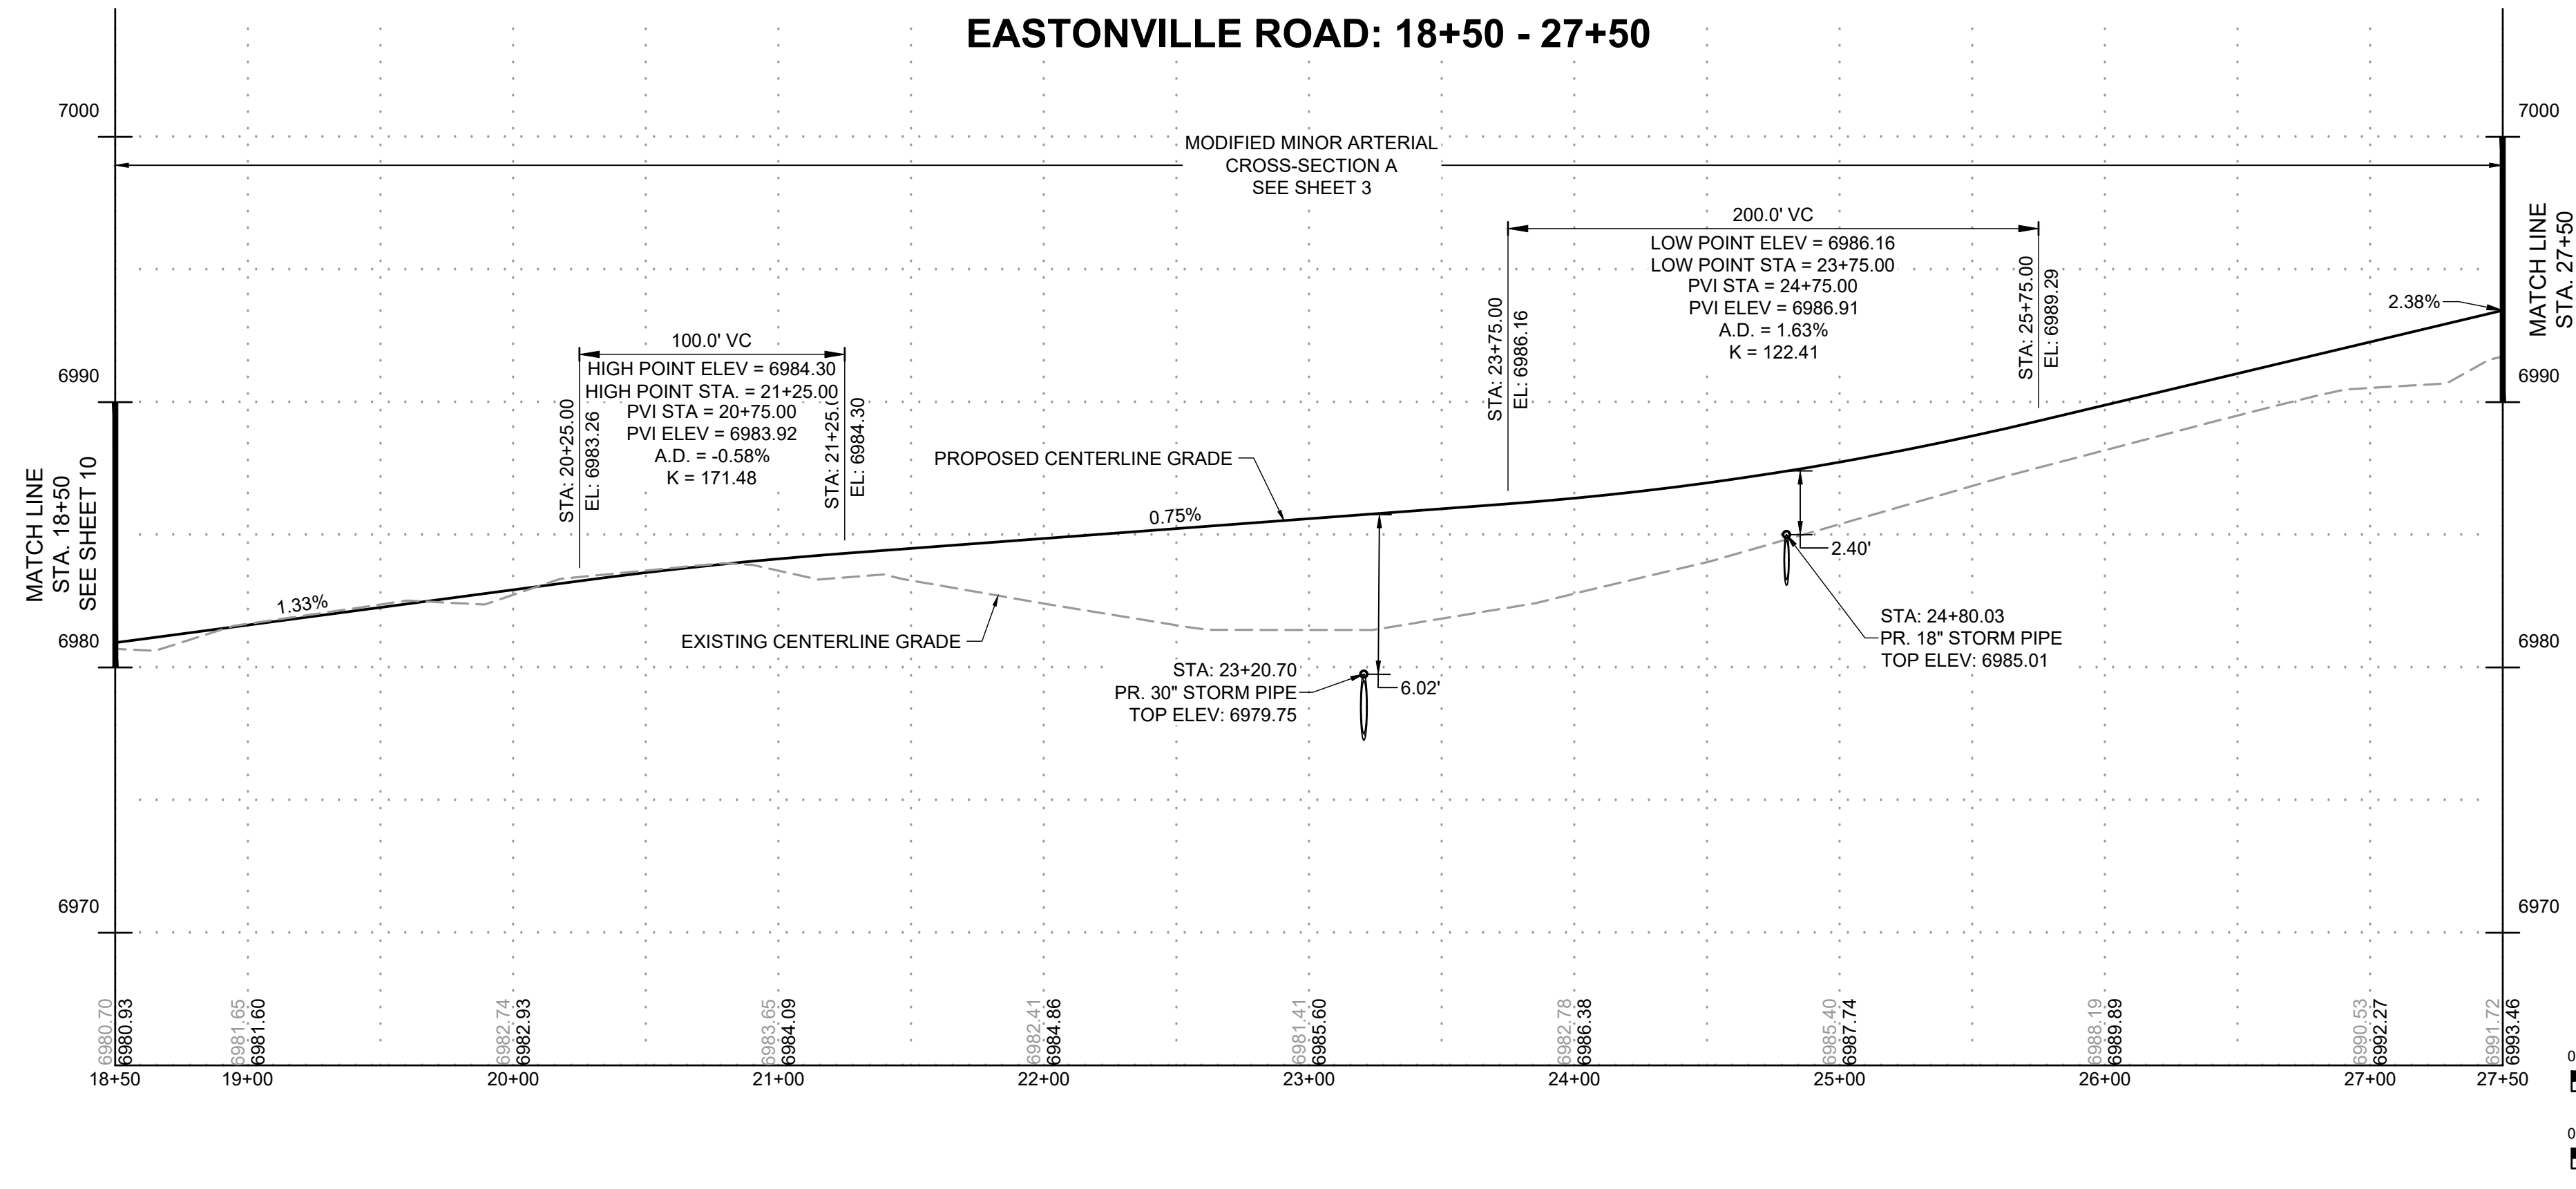 EASTONVILLE ROAD: 18+50 - 27+50
7000
7000
MODIFIED MINOR ARTERIAL
CROSS-SECTION A
SEE SHEET 3
200.0' VC
LOW POINT ELEV = 6986.16
LOW POINT STA = 23+75.00
PVI STA = 24+75.00
PVI ELEV = 6986.91
A.D. = 1.63%
K = 122.41
STA: 23+75.00
EL: 6986.16
STA: 25+75.00
EL: 6989.29
MATCH LINE
STA. 27+50
2.38%
100.0' VC
HIGH POINT ELEV = 6984.30
HIGH POINT STA. = 21+25.00
PVI STA = 20+75.00
PVI ELEV = 6983.92
A.D. = -0.58%
K = 171.48
STA: 20+25.00
EL: 6983.26
STA: 21+25.0
EL: 6984.30
6990
6990
MATCH LINE
STA. 18+50
SEE SHEET 10
PROPOSED CENTERLINE GRADE
0.75%
1.33%
2.40'
EXISTING CENTERLINE GRADE
STA: 24+80.03
PR. 18" STORM PIPE
TOP ELEV: 6985.01
6980
6980
STA: 23+20.70
PR. 30" STORM PIPE
TOP ELEV: 6979.75
6.02'
6970
6970
6980.70
6980.93
6981.65
6981.60
6982.74
6982.93
6983.65
6984.09
6982.41
6984.86
6981.41
6985.60
6982.78
6986.38
6985.40
6987.74
6988.19
6989.89
6990.53
6992.27
6991.72
6993.46
18+50 19+00 20+00 21+00 22+00 23+00 24+00 25+00 26+00 27+00 27+50
0
0